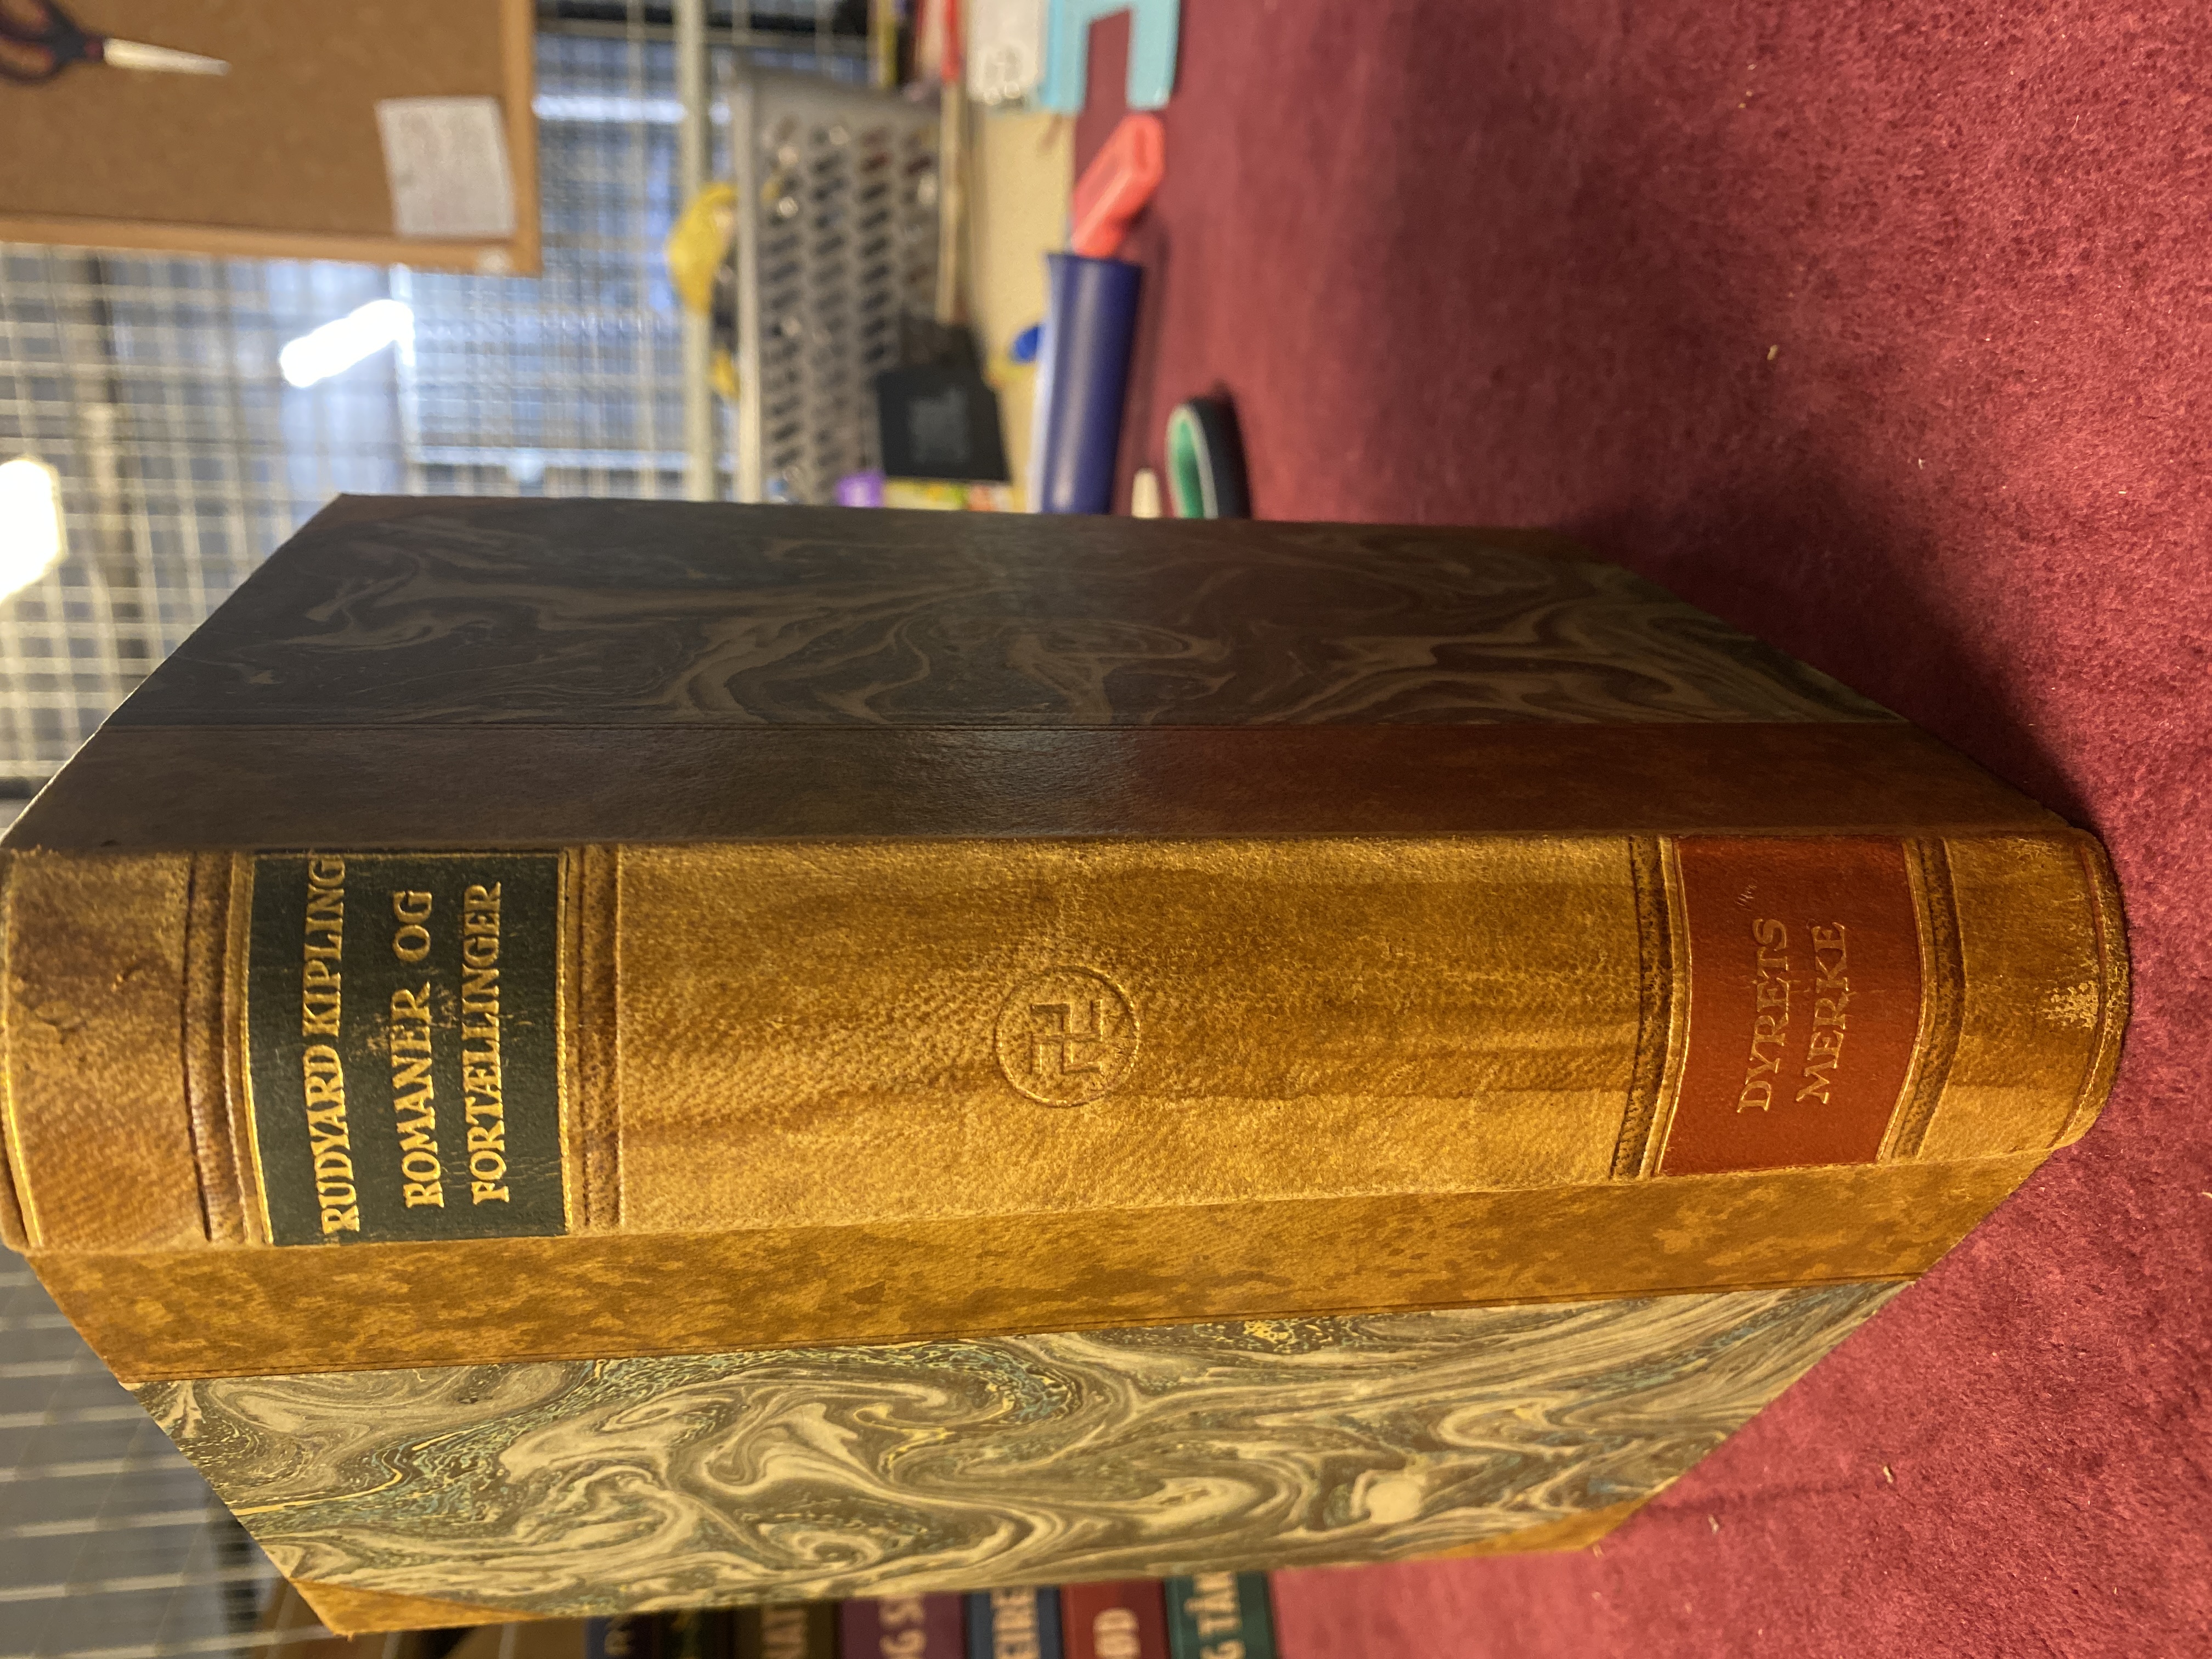 RUDYARD KIPLING
ROMANER OG
FORTÆLLINGER
DYRETS
MERKE